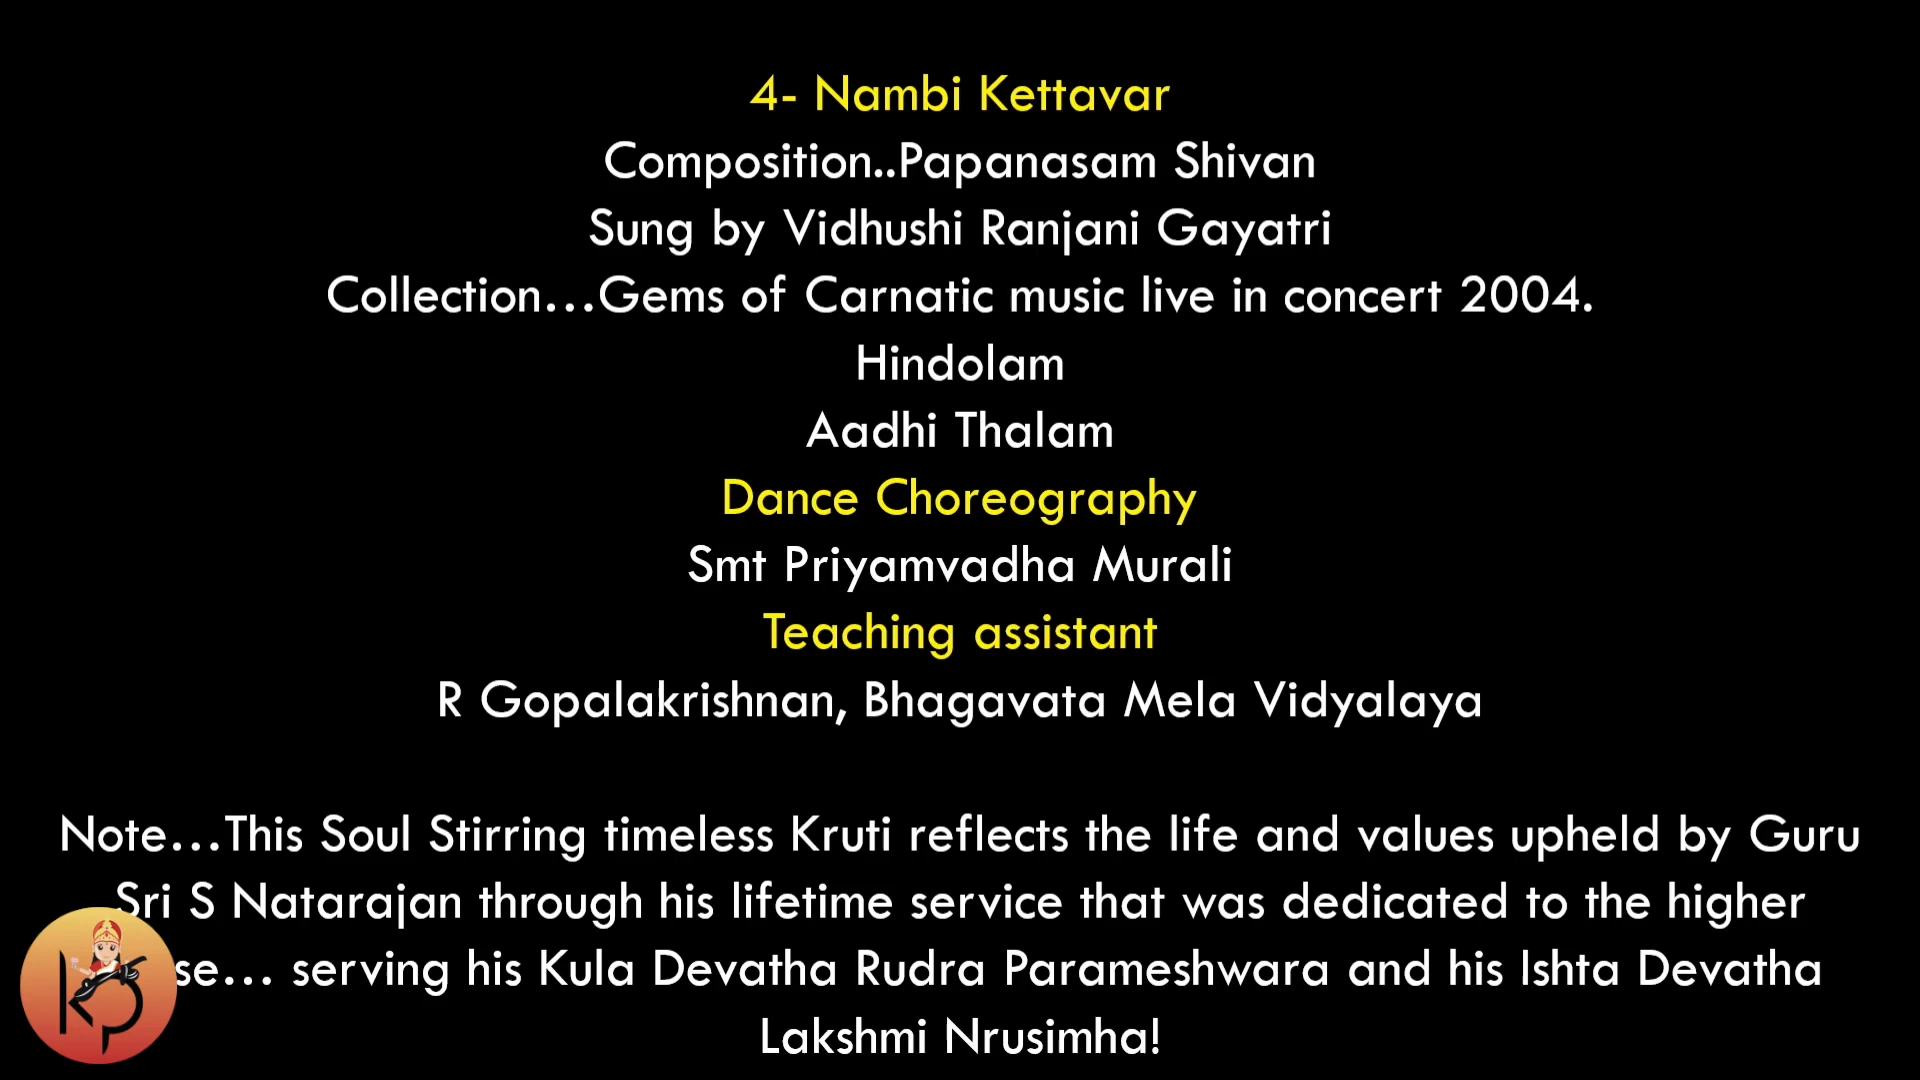 4- Nambi Kettavar
Composition..Papanasam Shivan
Sung by Vidhushi Ranjani Gayatri
Collection...Gems of Carnatic music live in concert 2004.
Hindolam
Aadhi Thalam
Dance Choreography
Smt Priyamvadha Murali
Teaching assistant
R Gopalakrishnan, Bhagavata Mela Vidyalaya
Note...This Soul Stirring timeless Kruti reflects the life and values upheld by Guru
Sri S Natarajan through his lifetime service that was dedicated to the higher
... serving his Kula Devatha Rudra Parameshwara and his Ishta Devatha
Lakshmi Nrusimha!
kp